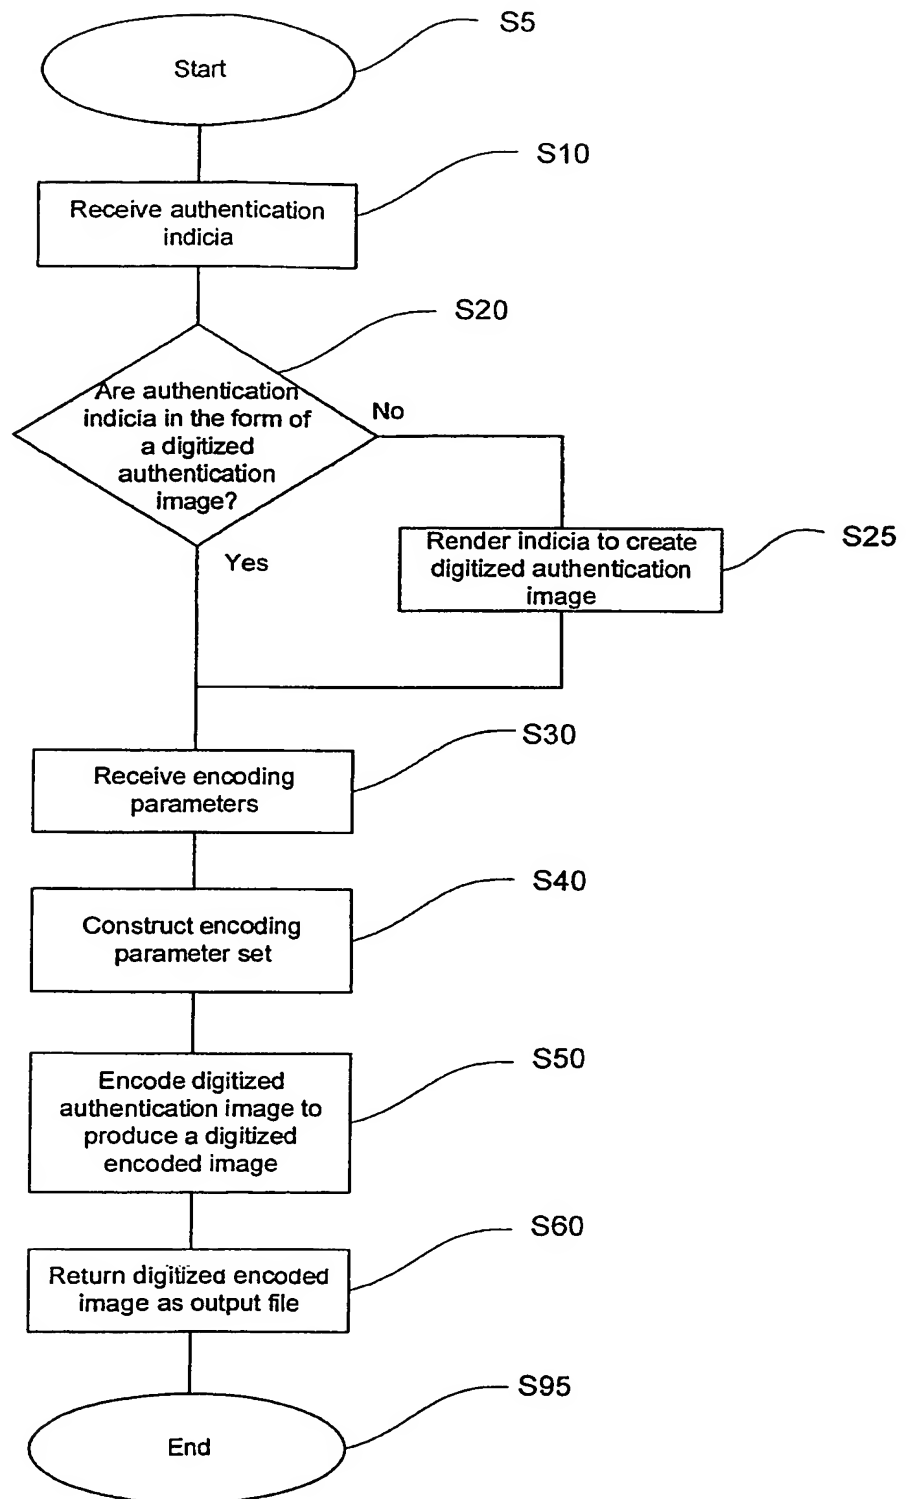 S5
Start
S10
Receive authentication
indicia
S20
Are authentication
indicia in the form of
a digitized
authentication
image?
No
Yes
S25
Render indicia to create
digitized authentication
image
S30
Receive encoding
parameters
S40
Construct encoding
parameter set
S50
Encode digitized
authentication image to
produce a digitized
encoded image
S60
Return digitized encoded
image as output file
S95
End